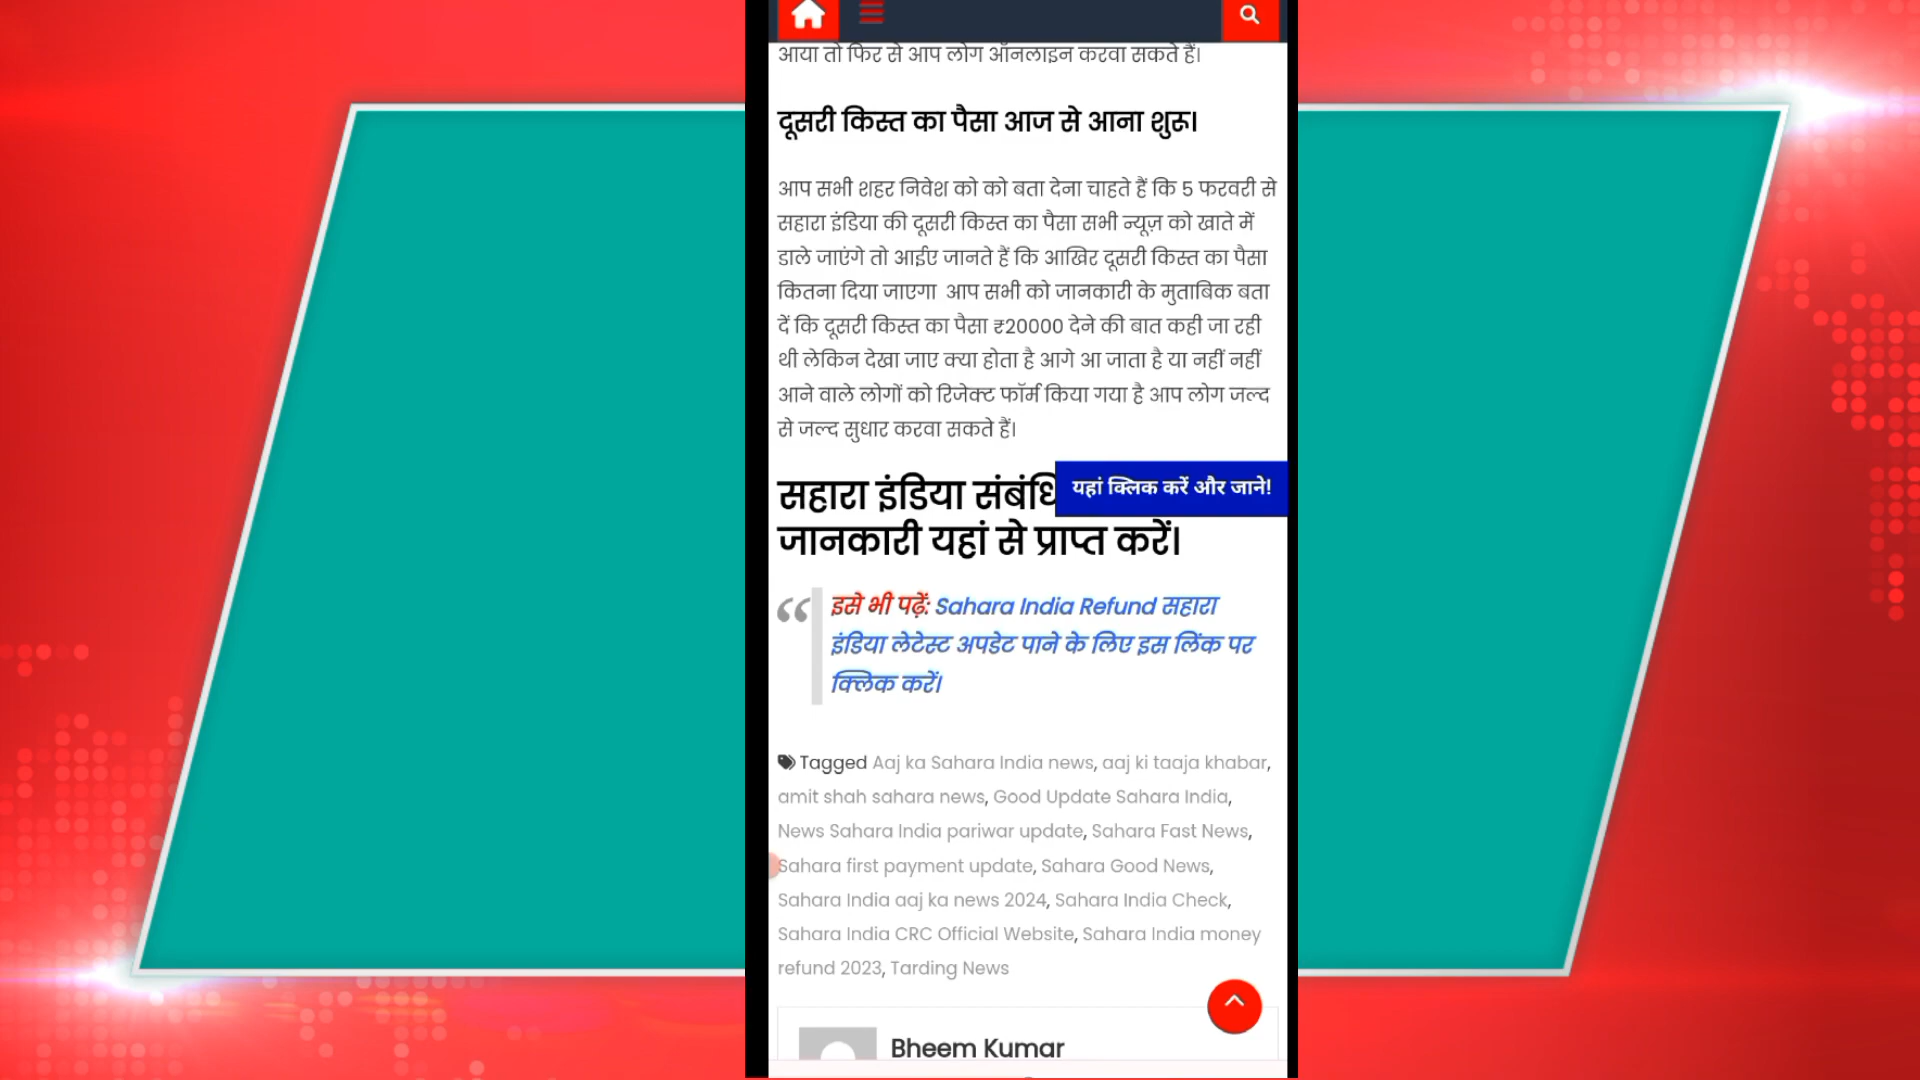 आया तो फिर से आप लोग ऑनलाइन करवा सकते हैं।
दूसरी किस्त का पैसा आज से आना शुरू।
आप सभी शहर निवेश को को बता देना चाहते हैं कि 5 फरवरी से
सहारा इंडिया की दूसरी किस्त का पैसा सभी न्यूज़ को खाते में
डाले जाएंगे तो आईए जानते हैं कि आखिर दूसरी किस्त का पैसा
कितना दिया जाएगा आप सभी को जानकारी के मुताबिक बता
दें कि दूसरी किस्त का पैसा ₹20000 देने की बात कही जा रही
थी लेकिन देखा जाए क्या होता है आगे आ जाता है या नहीं नहीं
आने वाले लोगों को रिजेक्ट फॉर्म किया गया है आप लोग जल्द
से जल्द सुधार करवा सकते हैं।
यहां क्लिक करें और जाने!
सहारा इंडिया संबंधि
जानकारी यहां से प्राप्त करें।
“ इसे भी पढ़ें: Sahara India Refund सहारा
इंडिया लेटेस्ट अपडेट पाने के लिए इस लिंक पर
क्लिक करें।
Tagged Aaj ka Sahara India news, aaj ki taaja khabar,
amit shah sahara news, Good Update Sahara India,
News Sahara India pariwar update, Sahara Fast News,
Sahara first payment update, Sahara Good News,
Sahara India aaj ka news 2024, Sahara India Check,
Sahara India CRC Official Website, Sahara India money
refund 2023, Tarding News
Bheem Kumar